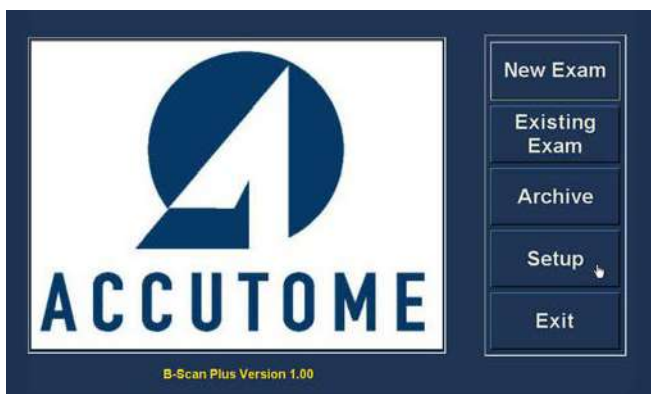 ACCUTOME
B-Scan Plus Version 1.00
New Exam
Existing
Exam
Archive
Setup
Exit